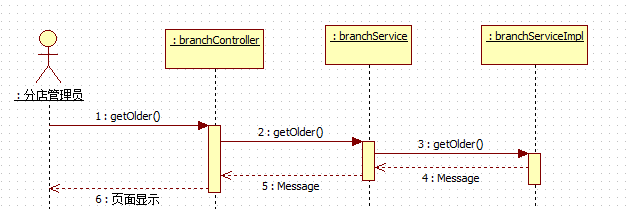 : branchController
: branchService
: branchServiceImpl
: 分店管理员
1 : getOlder()
2 : getOlder()
3 : getOlder()
4 : Message
5 : Message
6 : 页面显示